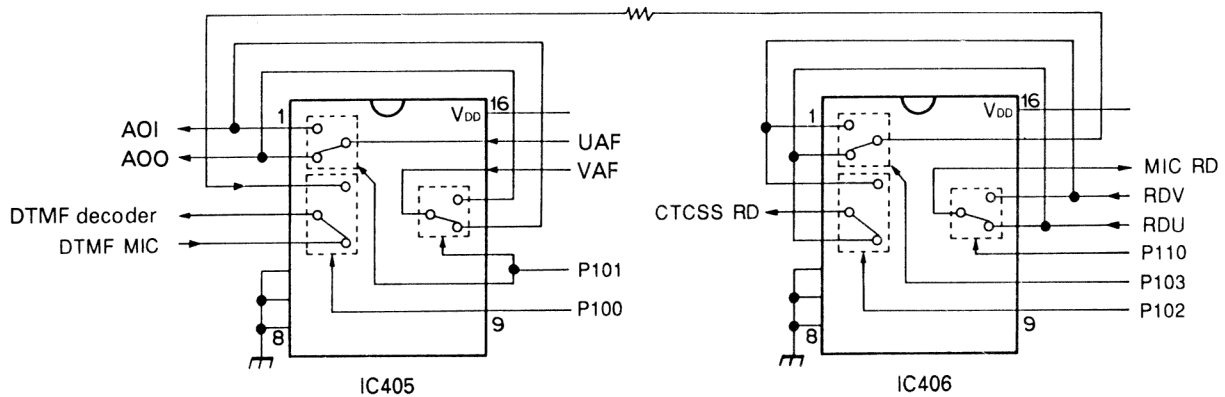 1
16
VDD
AOI
AOO
UAF
VAF
DTMF decoder
DTMF MIC
P101
P100
8
9
IC405
1
16
VDD
MIC RD
RDV
CTCSS RD
RDU
P110
P103
P102
8
9
IC406